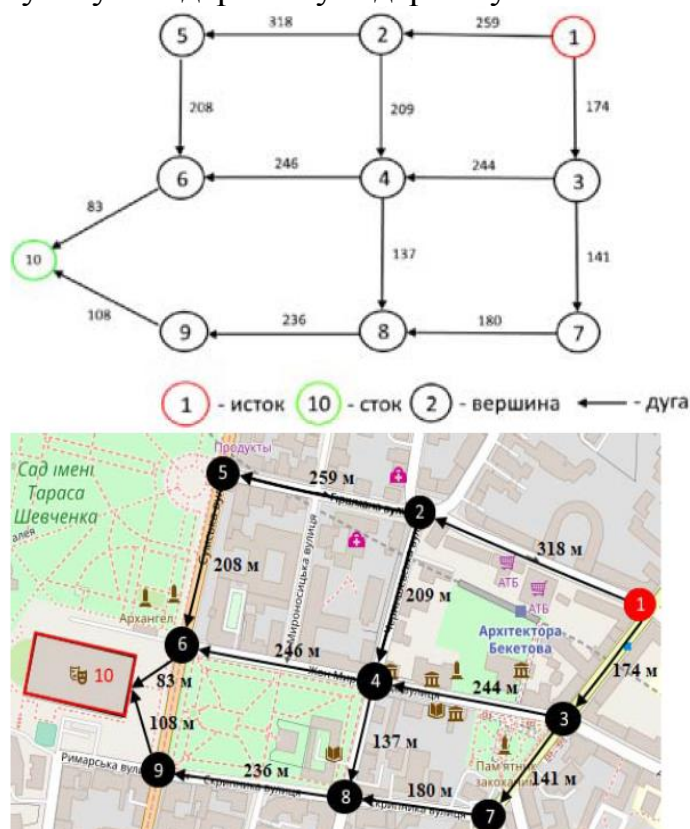 5
318
2
259
1
208
209
174
6
246
4
244
3
83
10
137
141
108
9
236
8
180
7
1 - исток 10 - сток 2 - вершина - дуга
Продукты
Сад імені
Тараса
Шевченка
5
259 м
2
318 м
208 м
Мироносицька вулиця
209 м
АТБ
АТБ
1
Архангел
Архітектора
Бекетова
6
246 м
174 м
10
83 м
4
244 м
3
108 м
137 м
Пам'ятник
закоханим
141 м
Римарська
9
236 м
8
180 м
7